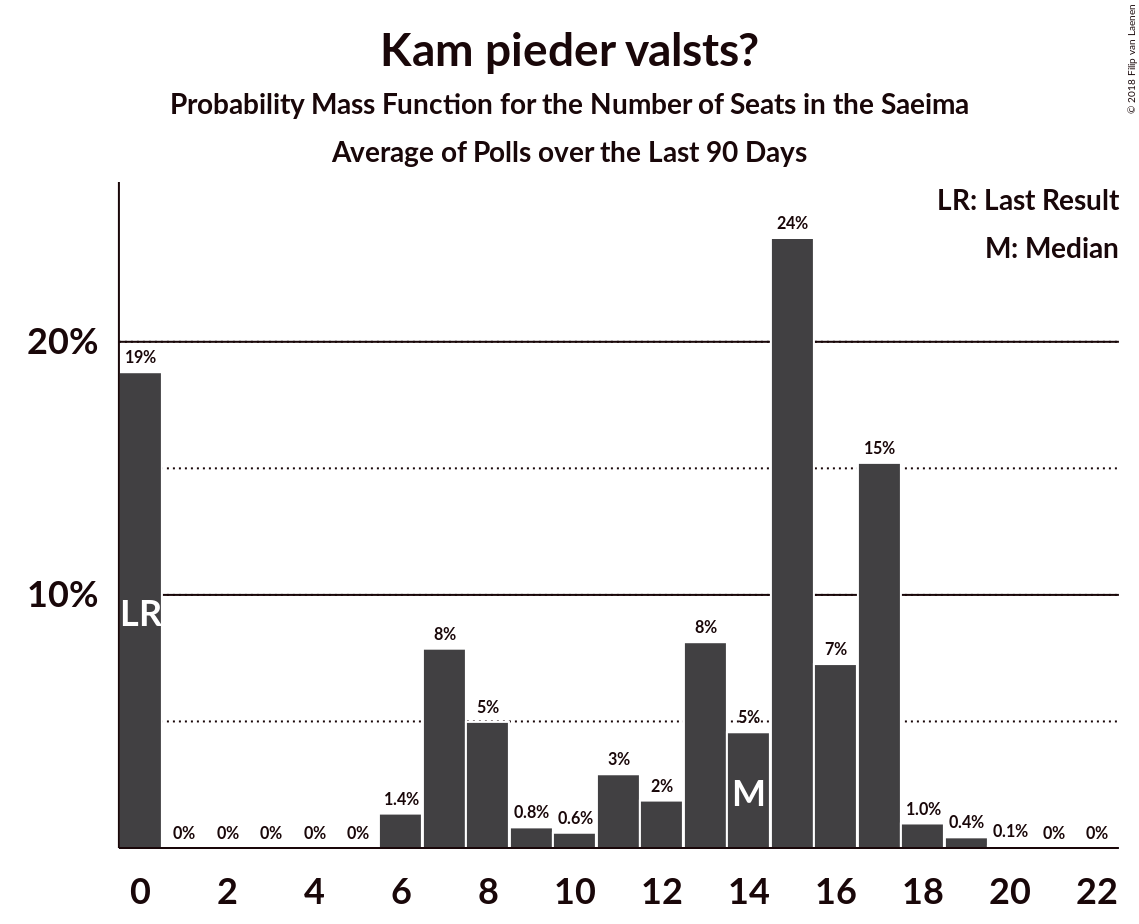 Kam pieder valsts?
Probability Mass Function for the Number of Seats in the Saeima
Average of Polls over the Last 90 Days
© 2018 Filip van Laenen
LR: Last Result
M: Median
20%
10%
19%
0%
0%
0%
0%
0%
1.4%
8%
5%
0.8%
0.6%
3%
2%
8%
5%
24%
7%
15%
1.0%
0.4%
0.1%
0%
0%
LR
M
0 2 4 6 8 10 12 14 16 18 20 22